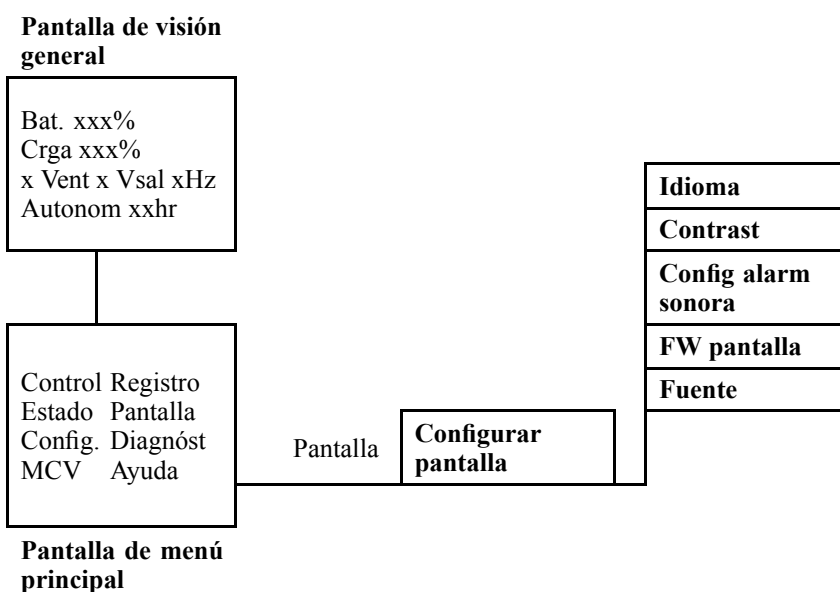 Pantalla de visión
general
Bat. xxx%
Crga xxx%
x Vent x Vsal xHz
Autonom xxhr
Idioma
Contrast
Config alarm
sonora
FW pantalla
Fuente
Control Registro
Estado Pantalla
Config. Diagnóst
MCV Ayuda
Pantalla
Configurar
pantalla
Pantalla de menú
principal